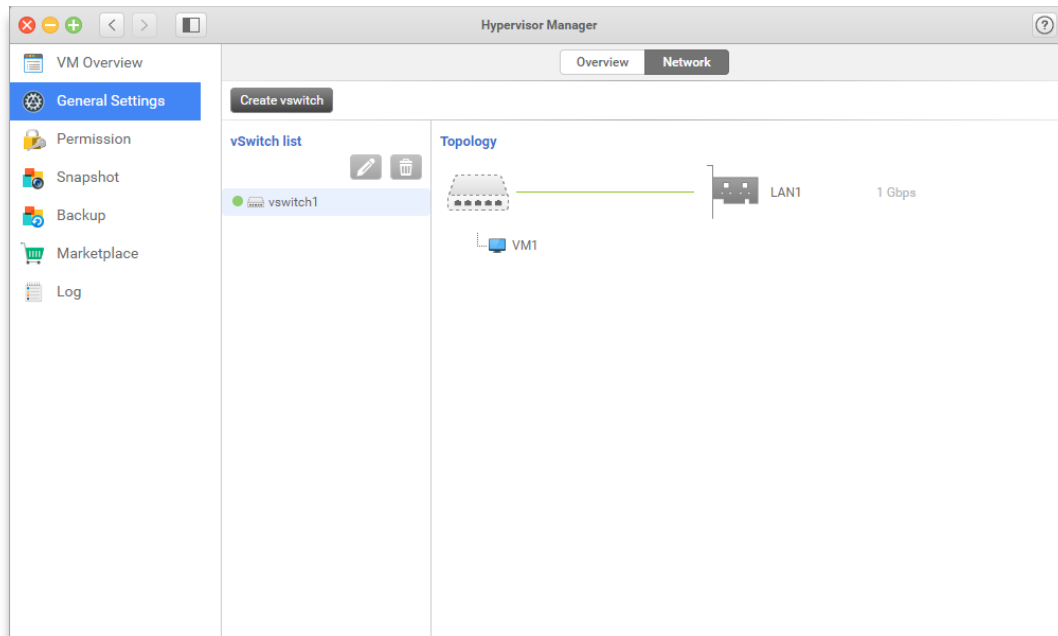 Hypervisor Manager
?
VM Overview
General Settings
Permission
Snapshot
Backup
Marketplace
Log
Overview
Network
Create vswitch
vSwitch list
vswitch1
Topology
LAN1
1 Gbps
VM1